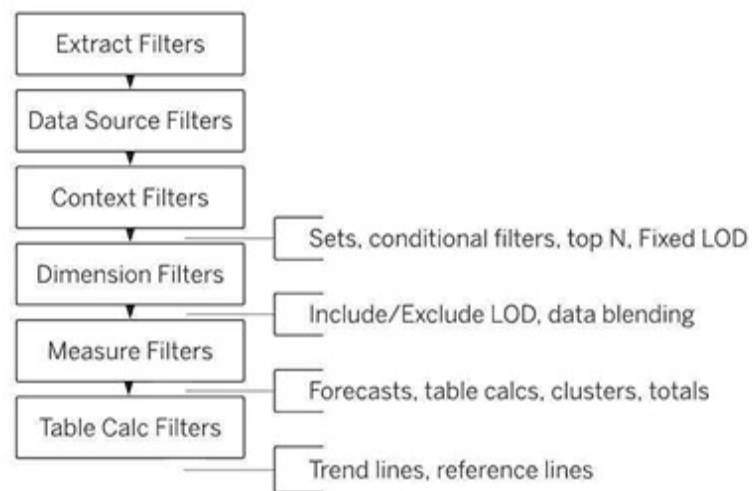 Extract Filters
Data Source Filters
Context Filters
Sets, conditional filters, top N, Fixed LOD
Dimension Filters
Include/Exclude LOD, data blending
Measure Filters
Forecasts, table calcs, clusters, totals
Table Calc Filters
Trend lines, reference lines